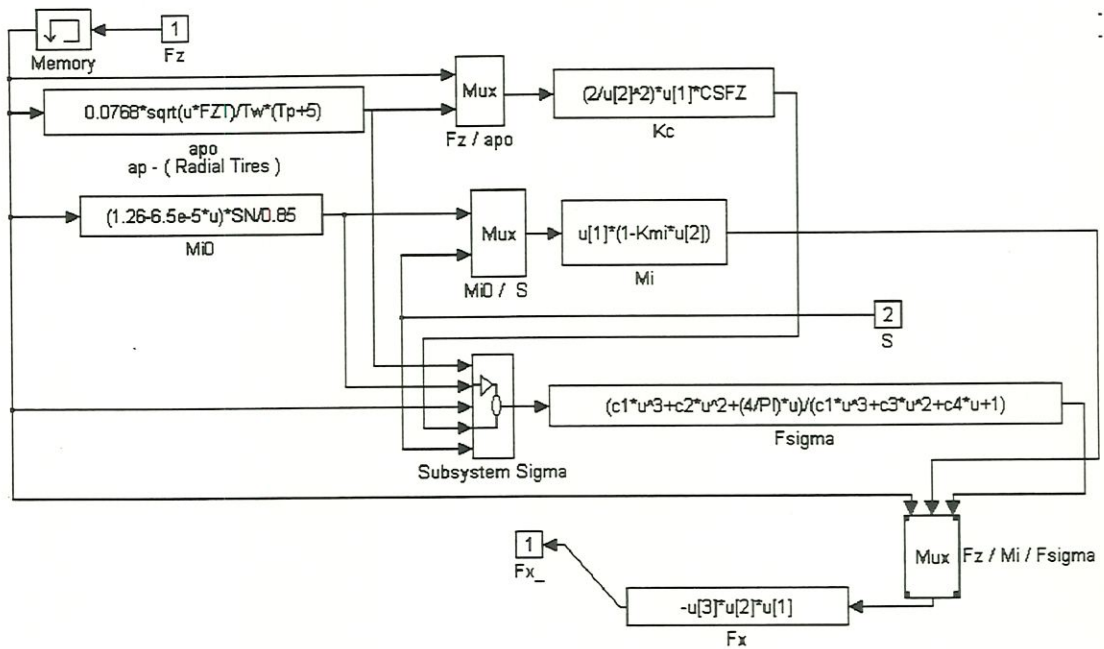 1
Memory
Fz
Mux
(2/u[2]^2)*u[1]*CSFZ
0.0768*sqrt(u*FZT)/Tw*(Tp+5)
Fz / apo
Kc
apo
ap - ( Radial Tires )
(1.26-6.5e-5*u)*SN/0.85
Mux
u[1]*(1-Kmi*u[2])
Mi0
Mi0 / S
Mi
2
S
(c1*u^3+c2*u^2+(4/PI)*u)/(c1*u^3+c3*u^2+c4*u+1)
Fsigma
Subsystem Sigma
1
Fx_
Mux
Fz / Mi / Fsigma
-u[3]*u[2]*u[1]
Fx